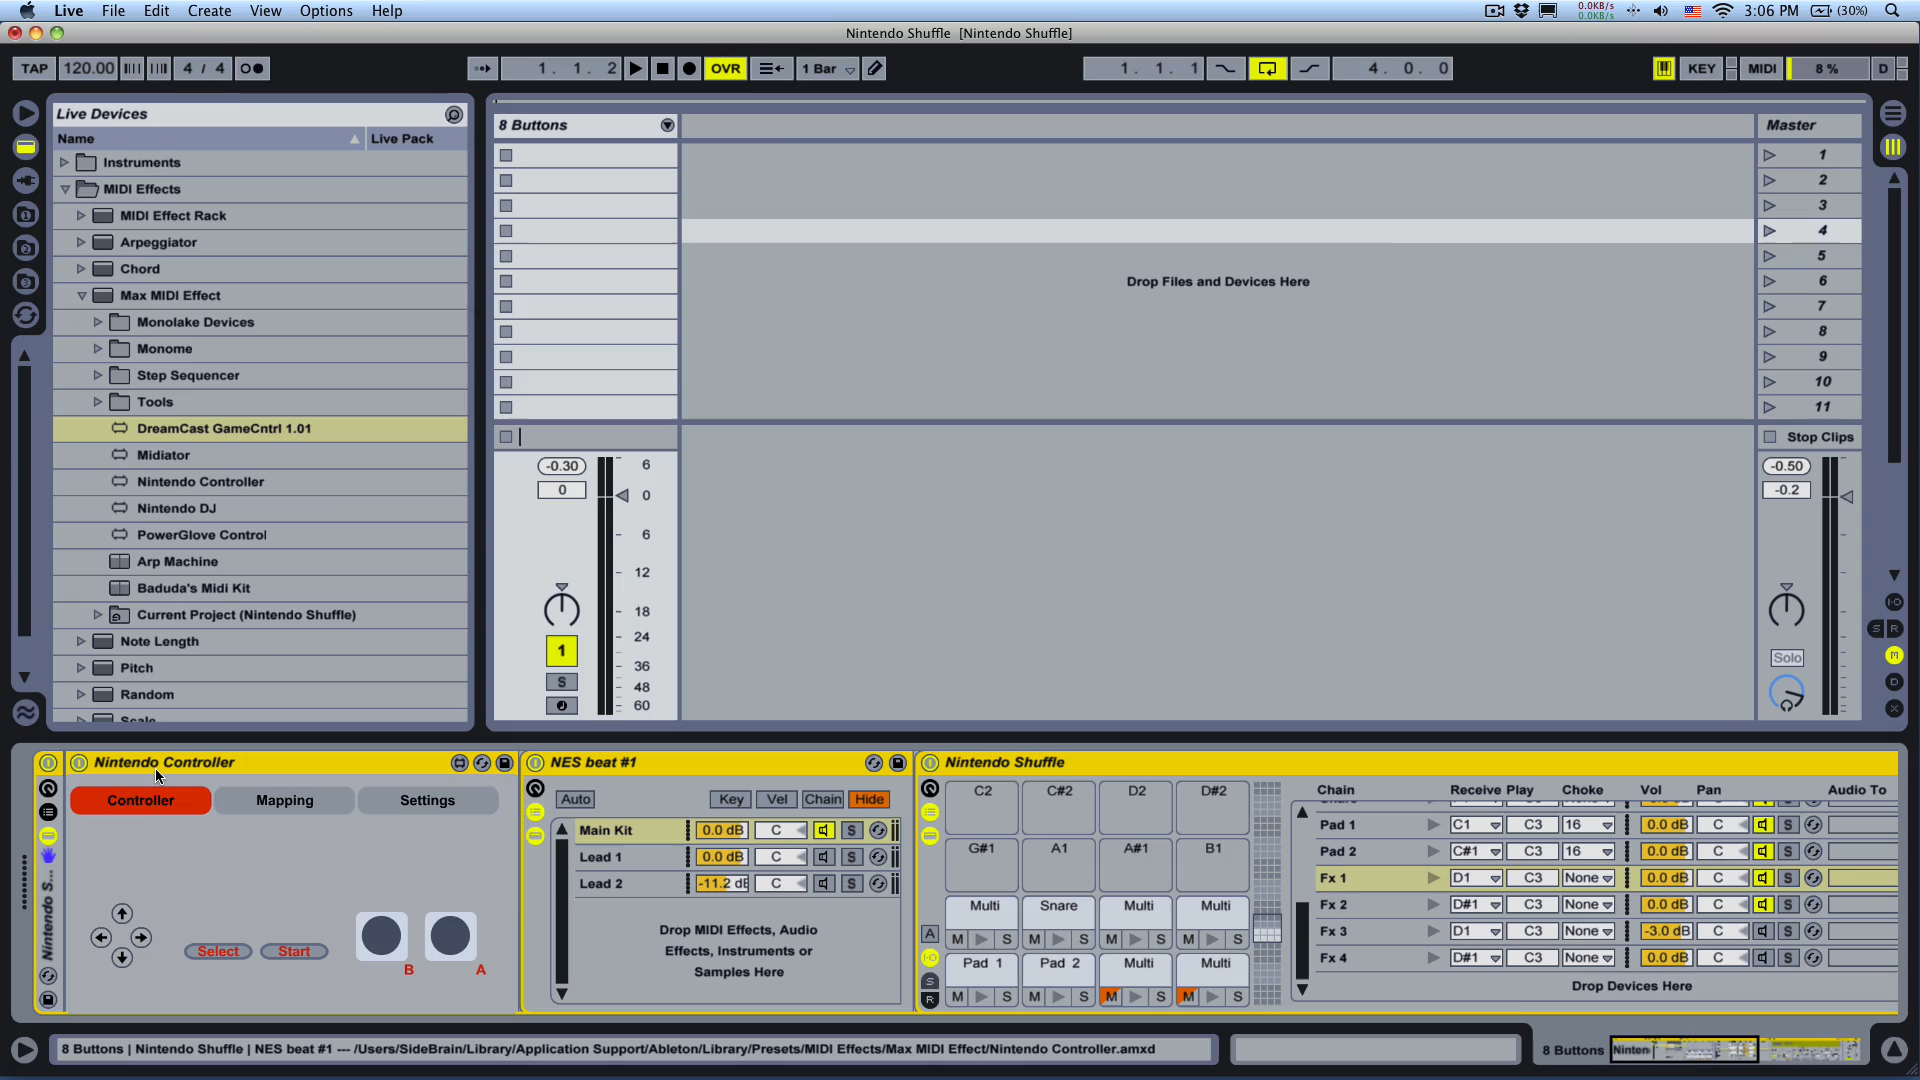 Live File Edit Create View Options Help 0.0KB/s 0.0KB/s 3:06 PM (30%)
Nintendo Shuffle [Nintendo Shuffle]
TAP 120.00 4 / 4 1. 1. 2 OVR 1 Bar 1. 1. 1 4. 0. 0 KEY MIDI 8 % D
Live Devices
Name Live Pack
Instruments
MIDI Effects
MIDI Effect Rack
Arpeggiator
Chord
Max MIDI Effect
Monolake Devices
Monome
Step Sequencer
Tools
DreamCast GameCntrl 1.01
Midiator
Nintendo Controller
Nintendo DJ
PowerGlove Control
Arp Machine
Baduda's Midi Kit
Current Project (Nintendo Shuffle)
Note Length
Pitch
Random
Scale
8 Buttons
Drop Files and Devices Here
Master
1
2
3
4
5
6
7
8
9
10
11
Stop Clips
-0.30 6
0 0
6
12
18
1 24
36
S 48
60
-0.50
-0.2
Solo
S R
M
D
X
Nintendo Controller
Controller Mapping Settings
Select Start
B A
Nintendo S...
NES beat #1
Auto Key Vel Chain Hide
Main Kit 0.0 dB C S
Lead 1 0.0 dB C S
Lead 2 -11.2 dB C S
Drop MIDI Effects, Audio
Effects, Instruments or
Samples Here
Nintendo Shuffle
C2 C#2 D2 D#2
G#1 A1 A#1 B1
Multi Snare Multi Multi
A M S M S M S M S
Pad 1 Pad 2 Multi Multi
M S M S M S M S
S
R
Chain Receive Play Choke Vol Pan Audio To
Pad 1 C1 C3 16 0.0 dB C S
Pad 2 C#1 C3 16 0.0 dB C S
Fx 1 D1 C3 None 0.0 dB C S
Fx 2 D#1 C3 None 0.0 dB C S
Fx 3 D1 C3 None -3.0 dB C S
Fx 4 D#1 C3 None 0.0 dB C S
Drop Devices Here
8 Buttons | Nintendo Shuffle | NES beat #1 --- /Users/SideBrain/Library/Application Support/Ableton/Library/Presets/MIDI Effects/Max MIDI Effect/Nintendo Controller.amxd
8 Buttons